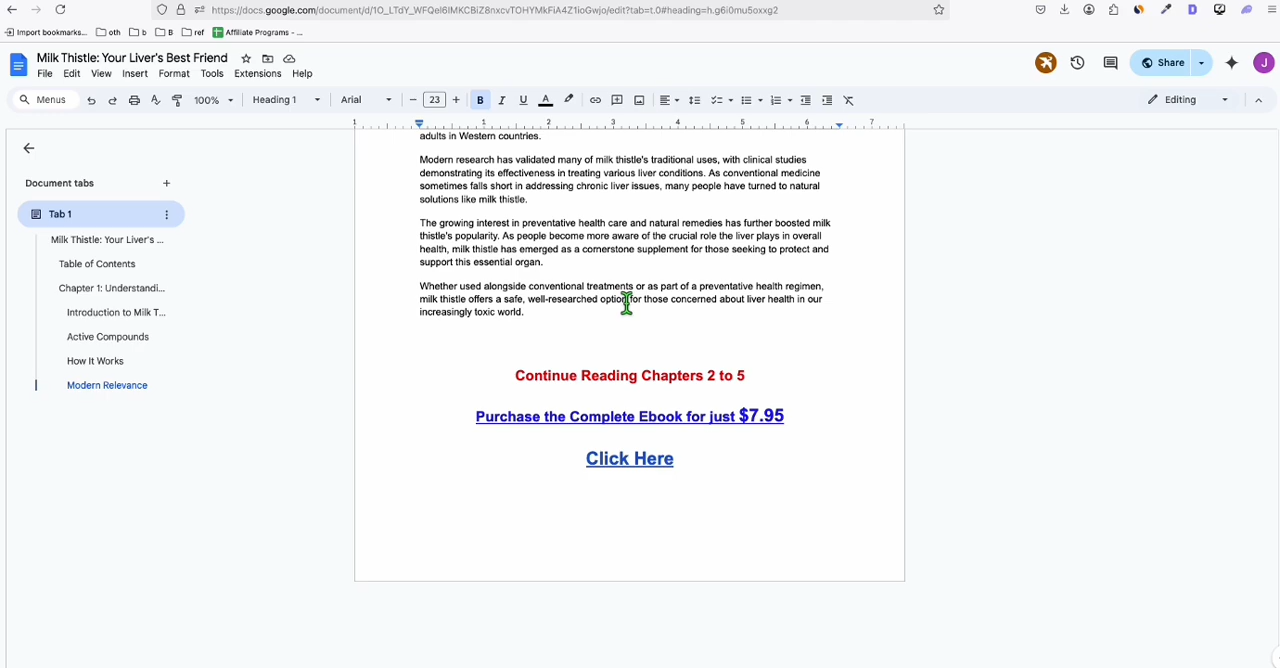 https://docs.google.com/document/d/1O_LTdY_WFQel6IMKCBiZ8nxcvTOHYMkFiA4Z1ioGwjo/edit?tab=t.0#heading=h.g6i0mu5oxxg2
Import bookmarks... oth b B ref Affiliate Programs - ...
Milk Thistle: Your Liver's Best Friend
File Edit View Insert Format Tools Extensions Help
Share
J
Menus 100% Heading 1 Arial 23 B I U A Editing
1 1 2 3 4 5 6 7
Document tabs
Tab 1
Milk Thistle: Your Liver's ...
Table of Contents
Chapter 1: Understandi...
Introduction to Milk T...
Active Compounds
How It Works
Modern Relevance
adults in Western countries.
Modern research has validated many of milk thistle's traditional uses, with clinical studies
demonstrating its effectiveness in treating various liver conditions. As conventional medicine
sometimes falls short in addressing chronic liver issues, many people have turned to natural
solutions like milk thistle.
The growing interest in preventative health care and natural remedies has further boosted milk
thistle's popularity. As people become more aware of the crucial role the liver plays in overall
health, milk thistle has emerged as a cornerstone supplement for those seeking to protect and
support this essential organ.
Whether used alongside conventional treatments or as part of a preventative health regimen,
milk thistle offers a safe, well-researched option for those concerned about liver health in our
increasingly toxic world.
Continue Reading Chapters 2 to 5
Purchase the Complete Ebook for just $7.95
Click Here